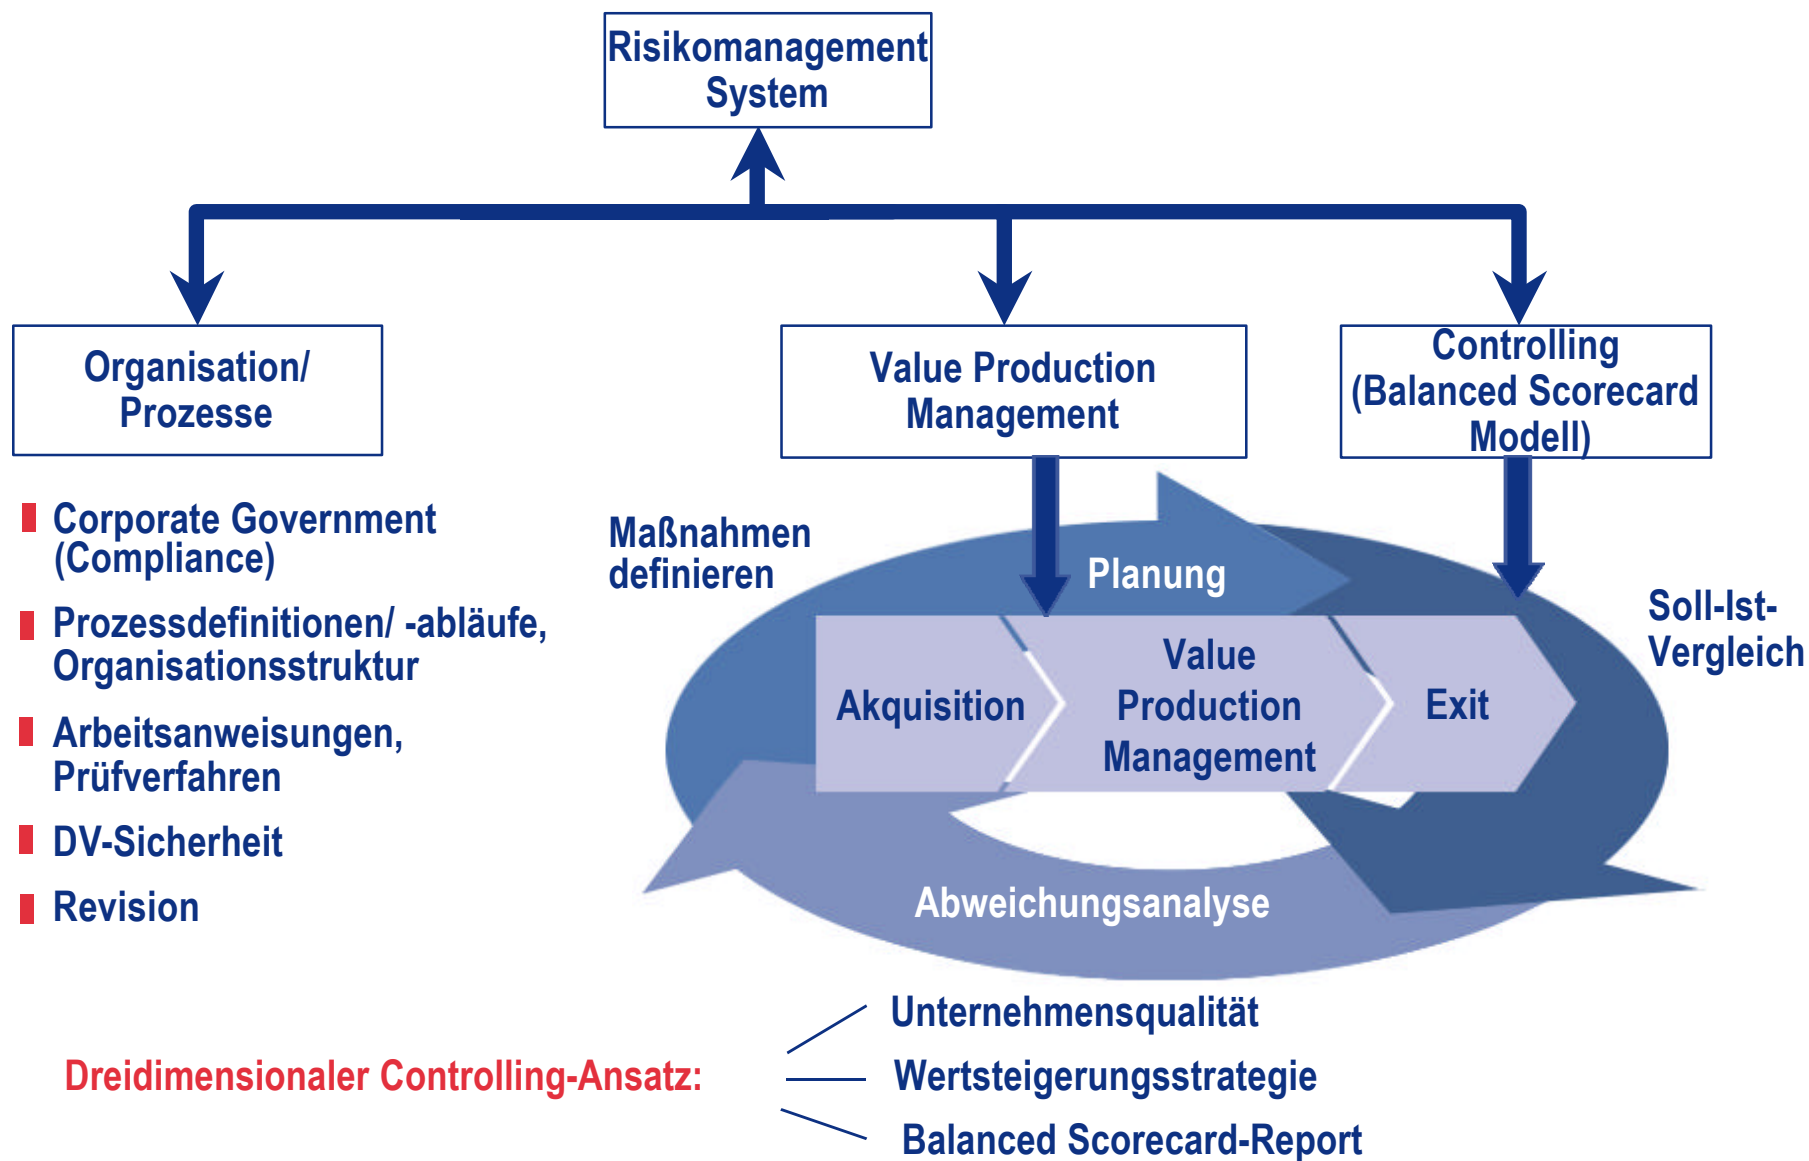 Risikomanagement
System
Organisation/
Prozesse
Value Production
Management
Controlling
(Balanced Scorecard
Modell)
Corporate Government
(Compliance)
Prozessdefinitionen/ -abläufe,
Organisationsstruktur
Arbeitsanweisungen,
Prüfverfahren
DV-Sicherheit
Revision
Maßnahmen
definieren
Planung
Soll-Ist-
Vergleich
Akquisition
Value
Production
Management
Exit
Abweichungsanalyse
Dreidimensionaler Controlling-Ansatz:
Unternehmensqualität
Wertsteigerungsstrategie
Balanced Scorecard-Report